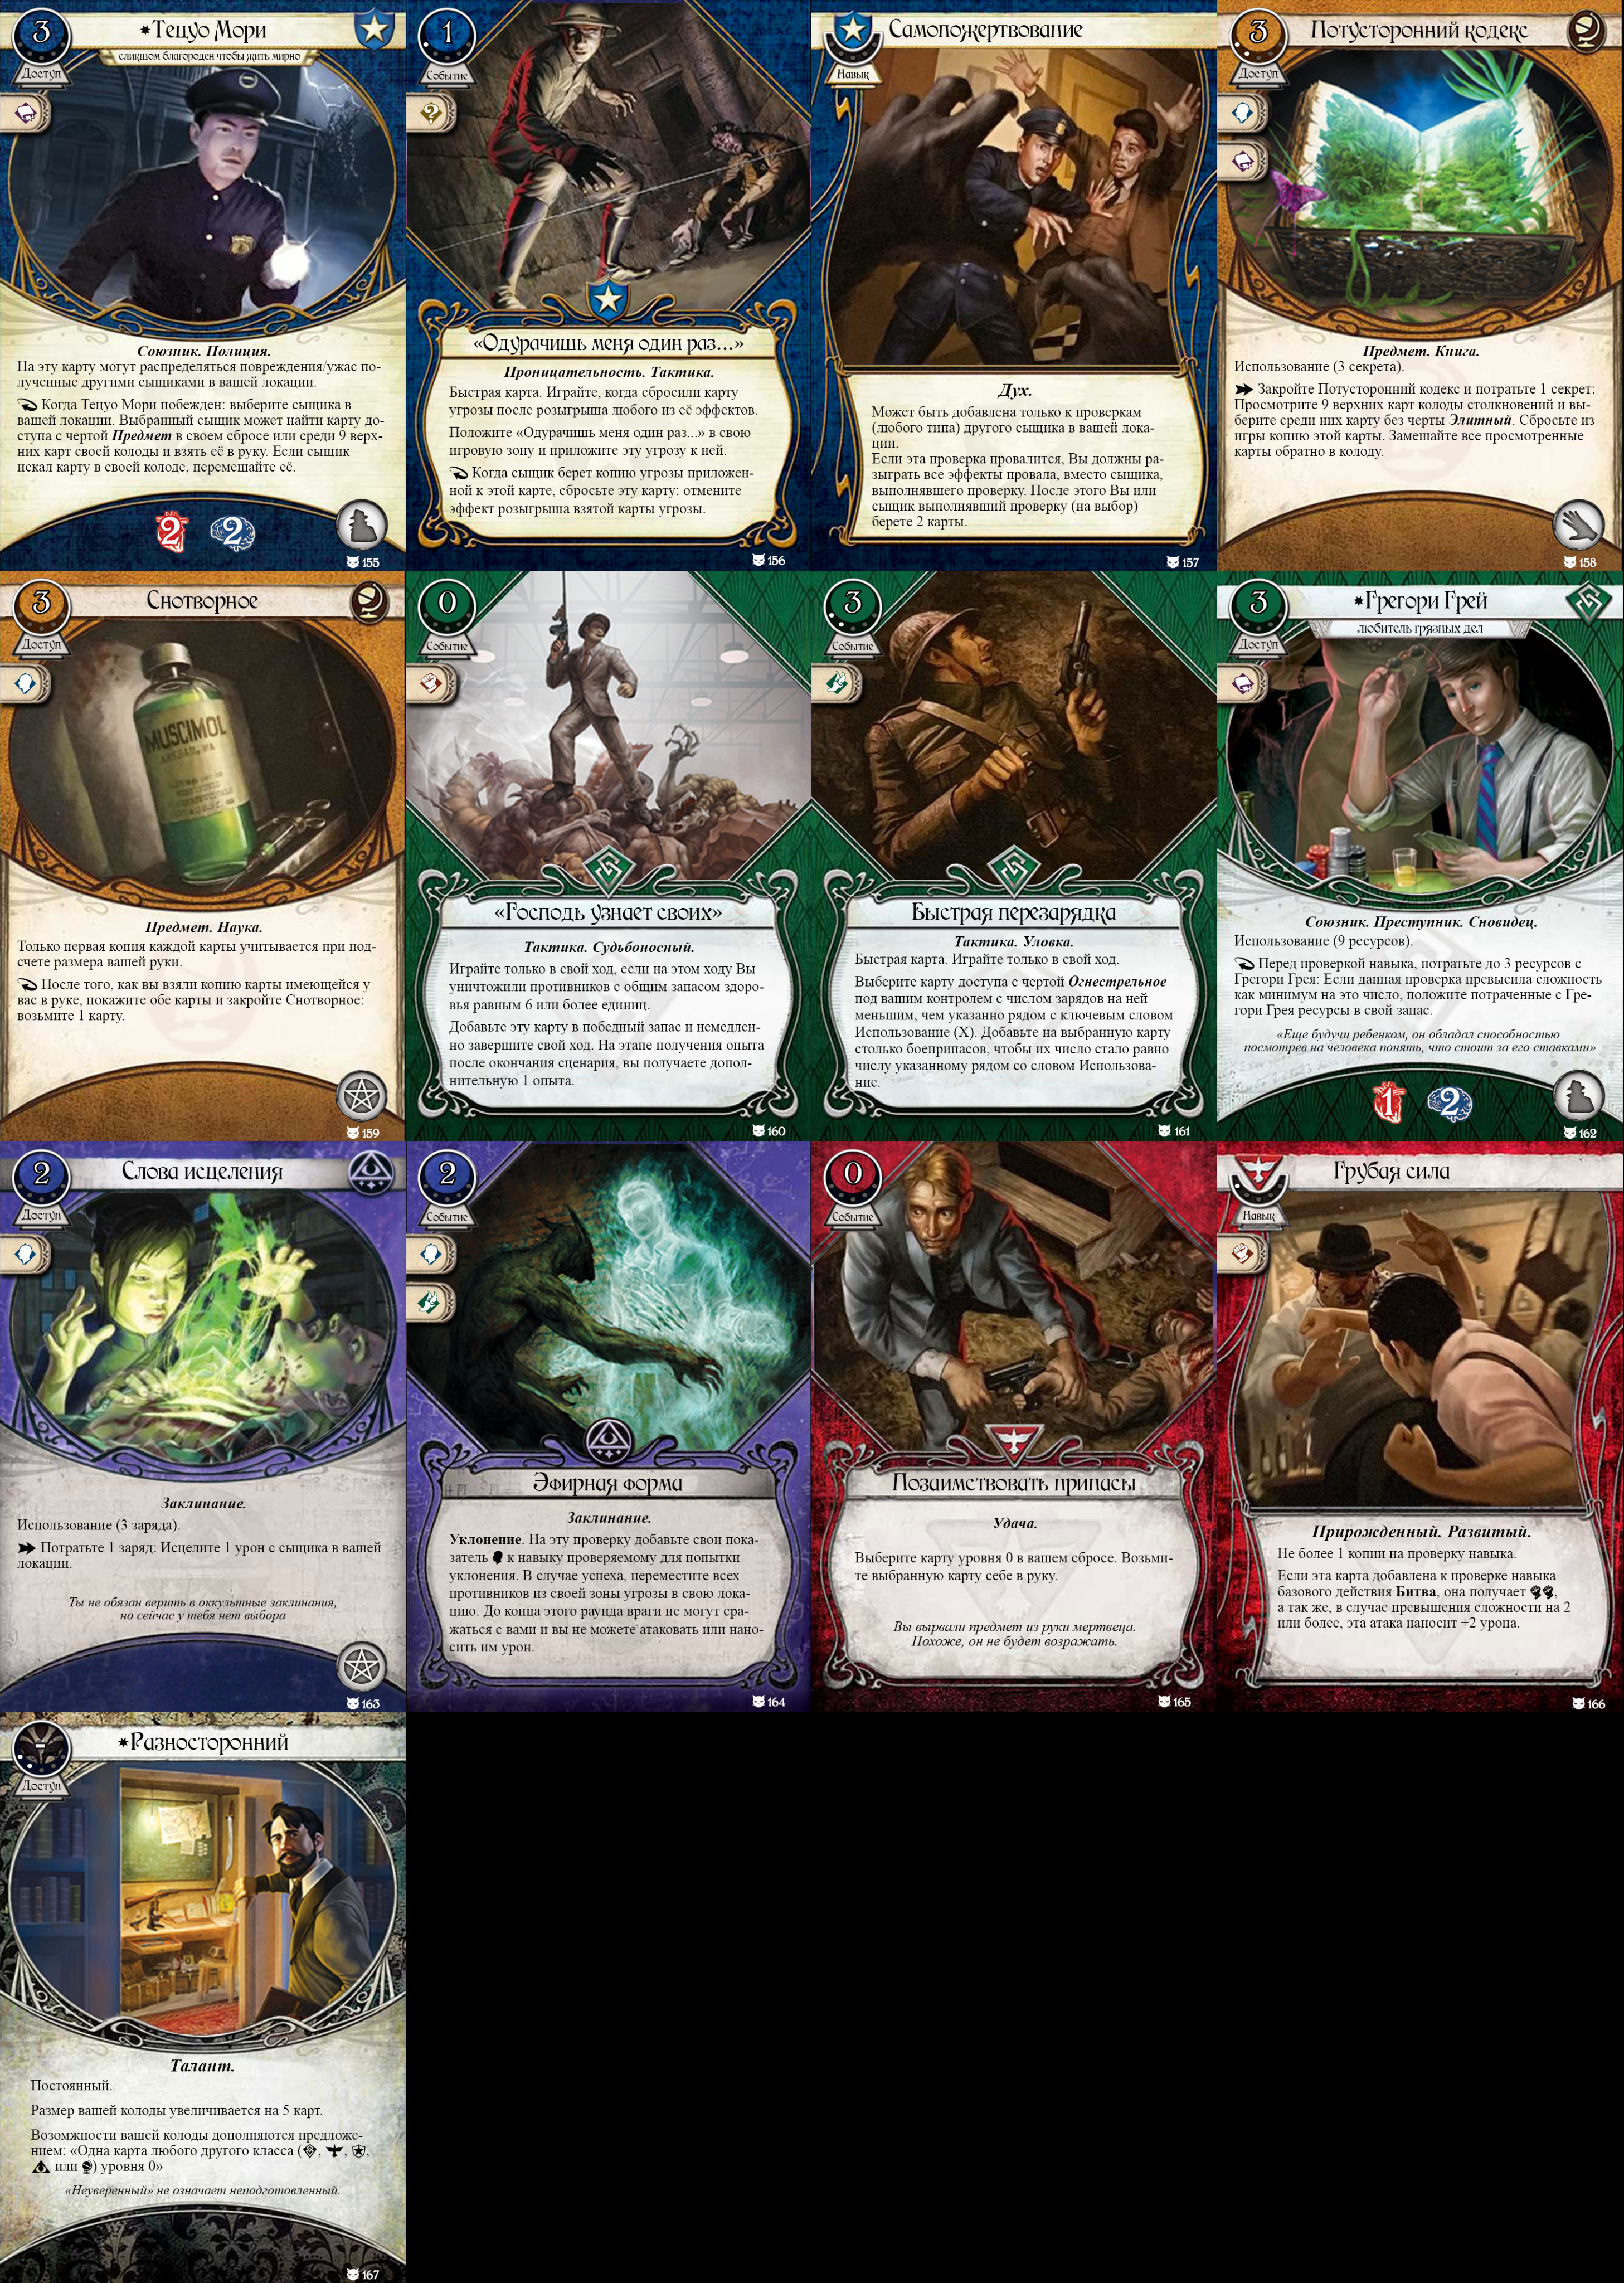 3
*Тецуо Мори
слишком благороден чтобы жить мирно
Доступ
Союзник. Полиция.
На эту карту могут распределяться повреждения/ужас по-
лученные другими сыщиками в вашей локации.
Когда Тецуо Мори побежден: выберите сыщика в
вашей локации. Выбранный сыщик может найти карту до-
ступа с чертой Предмет в своем сбросе или среди 9 верх-
них карт своей колоды и взять её в руку. Если сыщик
искал карту в своей колоде, перемешайте её.
2
2
155
1
Событие
?
«Одурачишь меня один раз...»
Проницательность. Тактика.
Быстрая карта. Играйте, когда сбросили карту
угрозы после розыгрыша любого из её эффектов.
Положите «Одурачишь меня один раз...» в свою
игровую зону и приложите эту угрозу к ней.
Когда сыщик берет копию угрозы приложен-
ной к этой карте, сбросьте эту карту: отмените
эффект розыгрыша взятой карты угрозы.
156
Самопожертвование
Навык
Дух.
Может быть добавлена только к проверкам
(любого типа) другого сыщика в вашей лока-
ции.
Если эта проверка провалится, Вы должны ра-
зыграть все эффекты провала, вместо сыщика,
выполнявшего проверку. После этого Вы или
сыщик выполнявший проверку (на выбор)
берете 2 карты.
157
3
Потусторонний кодекс
Доступ
Предмет. Книга.
Использование (3 секрета).
Закройте Потусторонний кодекс и потратьте 1 секрет:
Просмотрите 9 верхних карт колоды столкновений и вы-
берите среди них карту без черты Элитный. Сбросьте из
игры копию этой карты. Замешайте все просмотренные
карты обратно в колоду.
158
3
Снотворное
Доступ
MUSCIMOL
Предмет. Наука.
Только первая копия каждой карты учитывается при под-
счете размера вашей руки.
После того, как вы взяли копию карты имеющейся у
вас в руке, покажите обе карты и закройте Снотворное:
возьмите 1 карту.
159
0
Событие
«Господь узнает своих»
Тактика. Судьбоносный.
Играйте только в свой ход, если на этом ходу Вы
уничтожили противников с общим запасом здоро-
вья равным 6 или более единиц.
Добавьте эту карту в победный запас и немедлен-
но завершите свой ход. На этапе получения опыта
после окончания сценария, вы получаете допол-
нительную 1 опыта.
160
3
Событие
Быстрая перезарядка
Тактика. Уловка.
Быстрая карта. Играйте только в свой ход.
Выберите карту доступа с чертой Огнестрельное
под вашим контролем с числом зарядов на ней
меньшим, чем указанно рядом с ключевым словом
Использование (X). Добавьте на выбранную карту
столько боеприпасов, чтобы их число стало равно
числу указанному рядом со словом Использова-
ние.
161
3
*Грегори Грей
любитель грязных дел
Доступ
Союзник. Преступник. Сновидец.
Использование (9 ресурсов).
Перед проверкой навыка, потратьте до 3 ресурсов с
Грегори Грея: Если данная проверка превысила сложность
как минимум на это число, положите потраченные с Гре-
гори Грея ресурсы в свой запас.
«Еще будучи ребенком, он обладал способностью
посмотрев на человека понять, что стоит за его ставками»
1
2
162
2
Слова исцеления
Доступ
Заклинание.
Использование (3 заряда).
Потратьте 1 заряд: Исцелите 1 урон с сыщика в вашей
локации.
Ты не обязан верить в оккультные заклинания,
но сейчас у тебя нет выбора
163
2
Событие
Эфирная форма
Заклинание.
Уклонение. На эту проверку добавьте свои пока-
затель к навыку проверяемому для попытки
уклонения. В случае успеха, переместите всех
противников из своей зоны угрозы в свою лока-
цию. До конца этого раунда враги не могут сра-
жаться с вами и вы не можете атаковать или нано-
сить им урон.
164
0
Событие
Позаимствовать припасы
Удача.
Выберите карту уровня 0 в вашем сбросе. Возьми-
те выбранную карту себе в руку.
Вы вырвали предмет из руки мертвеца.
Похоже, он не будет возражать.
165
Грубая сила
Навык
Прирожденный. Развитый.
Не более 1 копии на проверку навыка.
Если эта карта добавлена к проверке навыка
базового действия Битва, она получает ,
а так же, в случае превышения сложности на 2
или более, эта атака наносит +2 урона.
166
-
*Разносторонний
Доступ
Талант.
Постоянный.
Размер вашей колоды увеличивается на 5 карт.
Возомжности вашей колоды дополняются предложе-
нием: «Одна карта любого другого класса (, , ,
или ) уровня 0»
«Неуверенный» не означает неподготовленный.
167